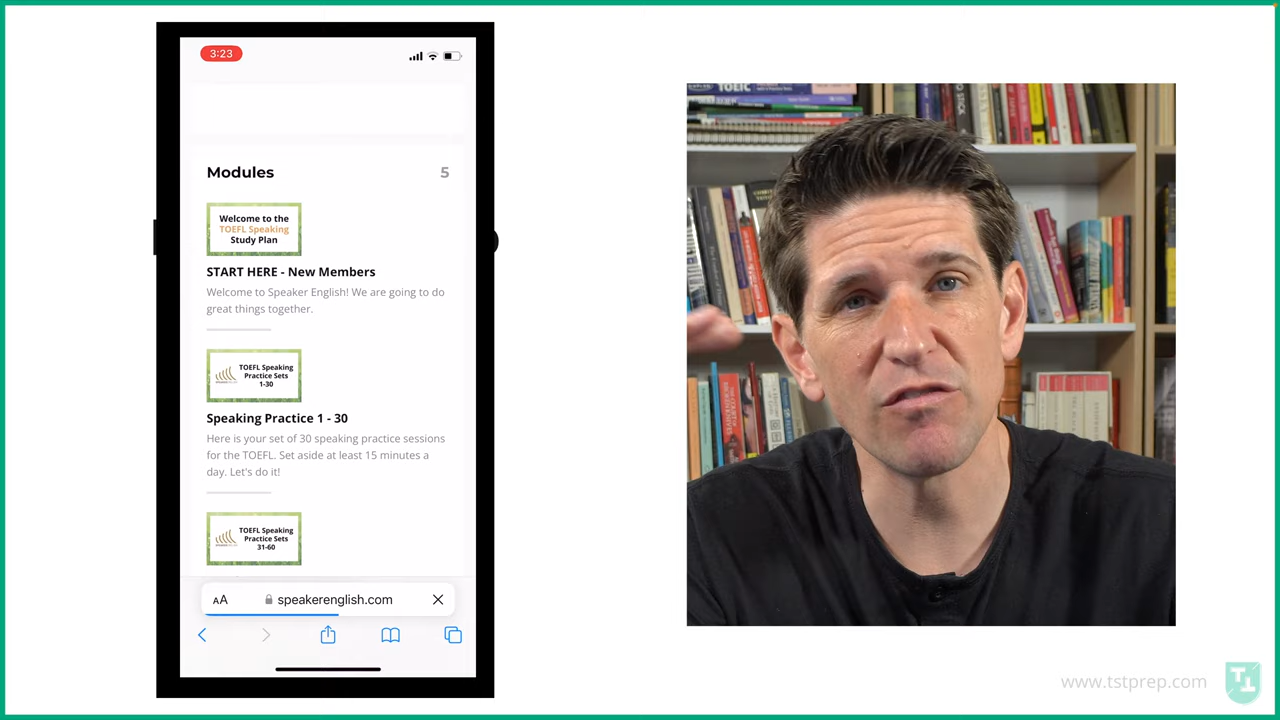 3:23
Modules
5
Welcome to the
TOEFL Speaking
Study Plan
START HERE - New Members
Welcome to Speaker English! We are going to do
great things together.
TOEFL Speaking
Practice Sets
1-30
Speaking Practice 1 - 30
Here is your set of 30 speaking practice sessions
for the TOEFL. Set aside at least 15 minutes a
day. Let's do it!
TOEFL Speaking
Practice Sets
31-60
AA
speakerenglish.com
TOEIC
www.tstprep.com